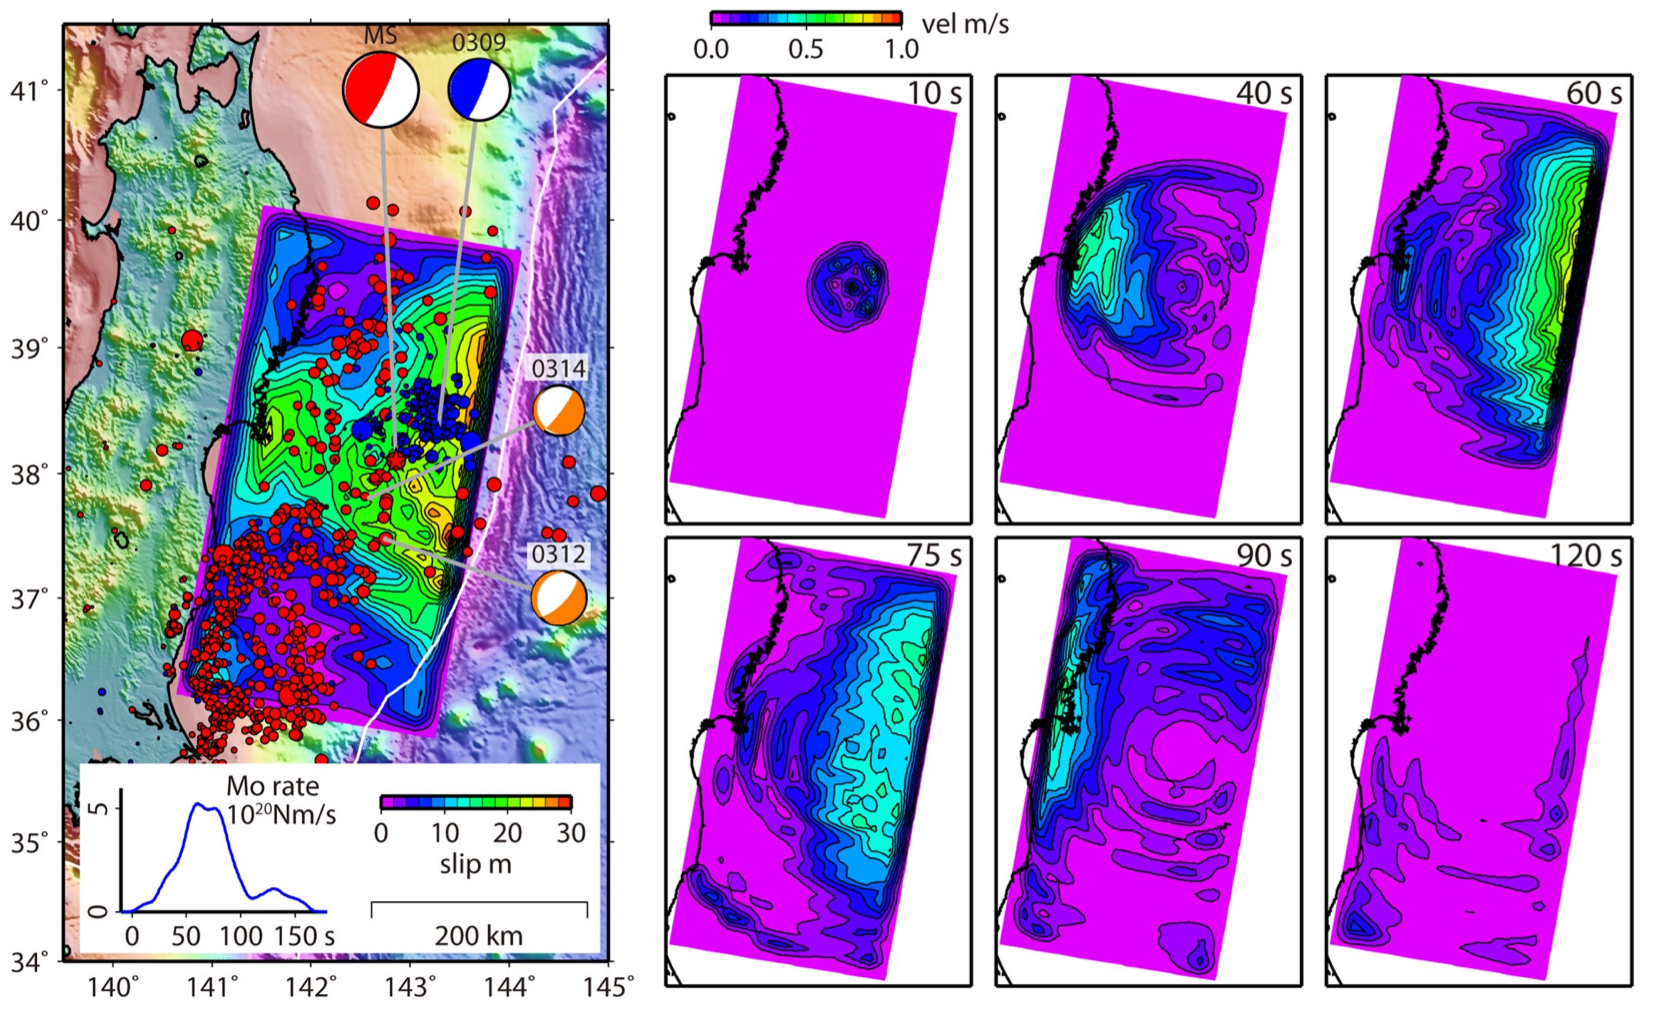 MS
0309
41°
40°
39°
0314
38°
0312
37°
36°
Mo rate
10²⁰Nm/s
5
0
0 50 100 150 s
0 10 20 30
slip m
200 km
35°
34°
140° 141° 142° 143° 144° 145°
vel m/s
0.0 0.5 1.0
10 s
40 s
60 s
75 s
90 s
120 s